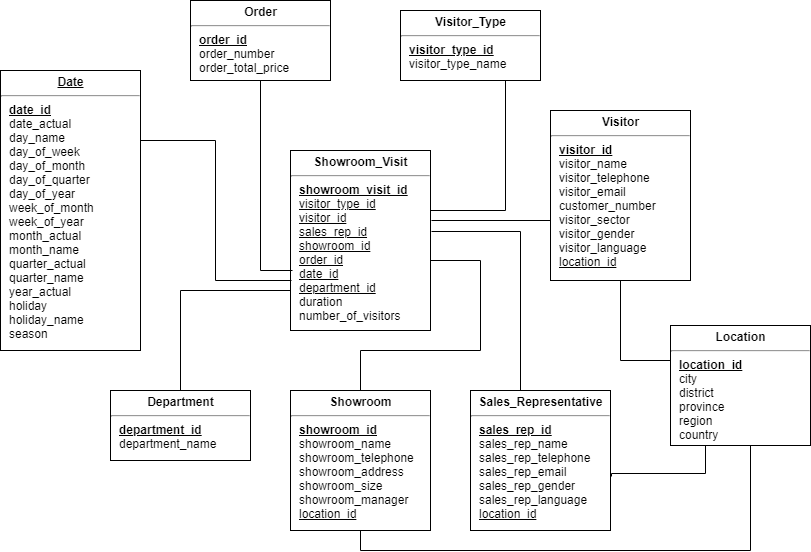 Order
order_id
order_number
order_total_price
Visitor_Type
visitor_type_id
visitor_type_name
Date
date_id
date_actual
day_name
day_of_week
day_of_month
day_of_quarter
day_of_year
week_of_month
week_of_year
month_actual
month_name
quarter_actual
quarter_name
year_actual
holiday
holiday_name
season
Showroom_Visit
showroom_visit_id
visitor_type_id
visitor_id
sales_rep_id
showroom_id
order_id
date_id
department_id
duration
number_of_visitors
Visitor
visitor_id
visitor_name
visitor_telephone
visitor_email
customer_number
visitor_sector
visitor_gender
visitor_language
location_id
Location
location_id
city
district
province
region
country
Department
department_id
department_name
Showroom
showroom_id
showroom_name
showroom_telephone
showroom_address
showroom_size
showroom_manager
location_id
Sales_Representative
sales_rep_id
sales_rep_name
sales_rep_telephone
sales_rep_email
sales_rep_gender
sales_rep_language
location_id